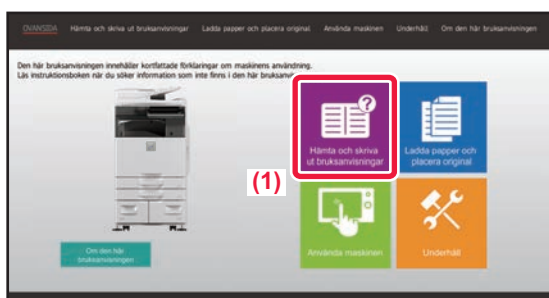 OVANSIDA Hämta och skriva ut bruksanvisningar Ladda papper och placera original Använda maskinen Underhåll Om den här bruksanvisningen
Den här bruksanvisningen innehåller kortfattade förklaringar om maskinens användning.
Läs instruktionsboken när du söker information som inte finns i den här
Hämta och skriva
ut bruksanvisningar
Ladda papper och
placera original
(1)
Använda maskinen
Underhåll
Om den här
bruksanvisningen